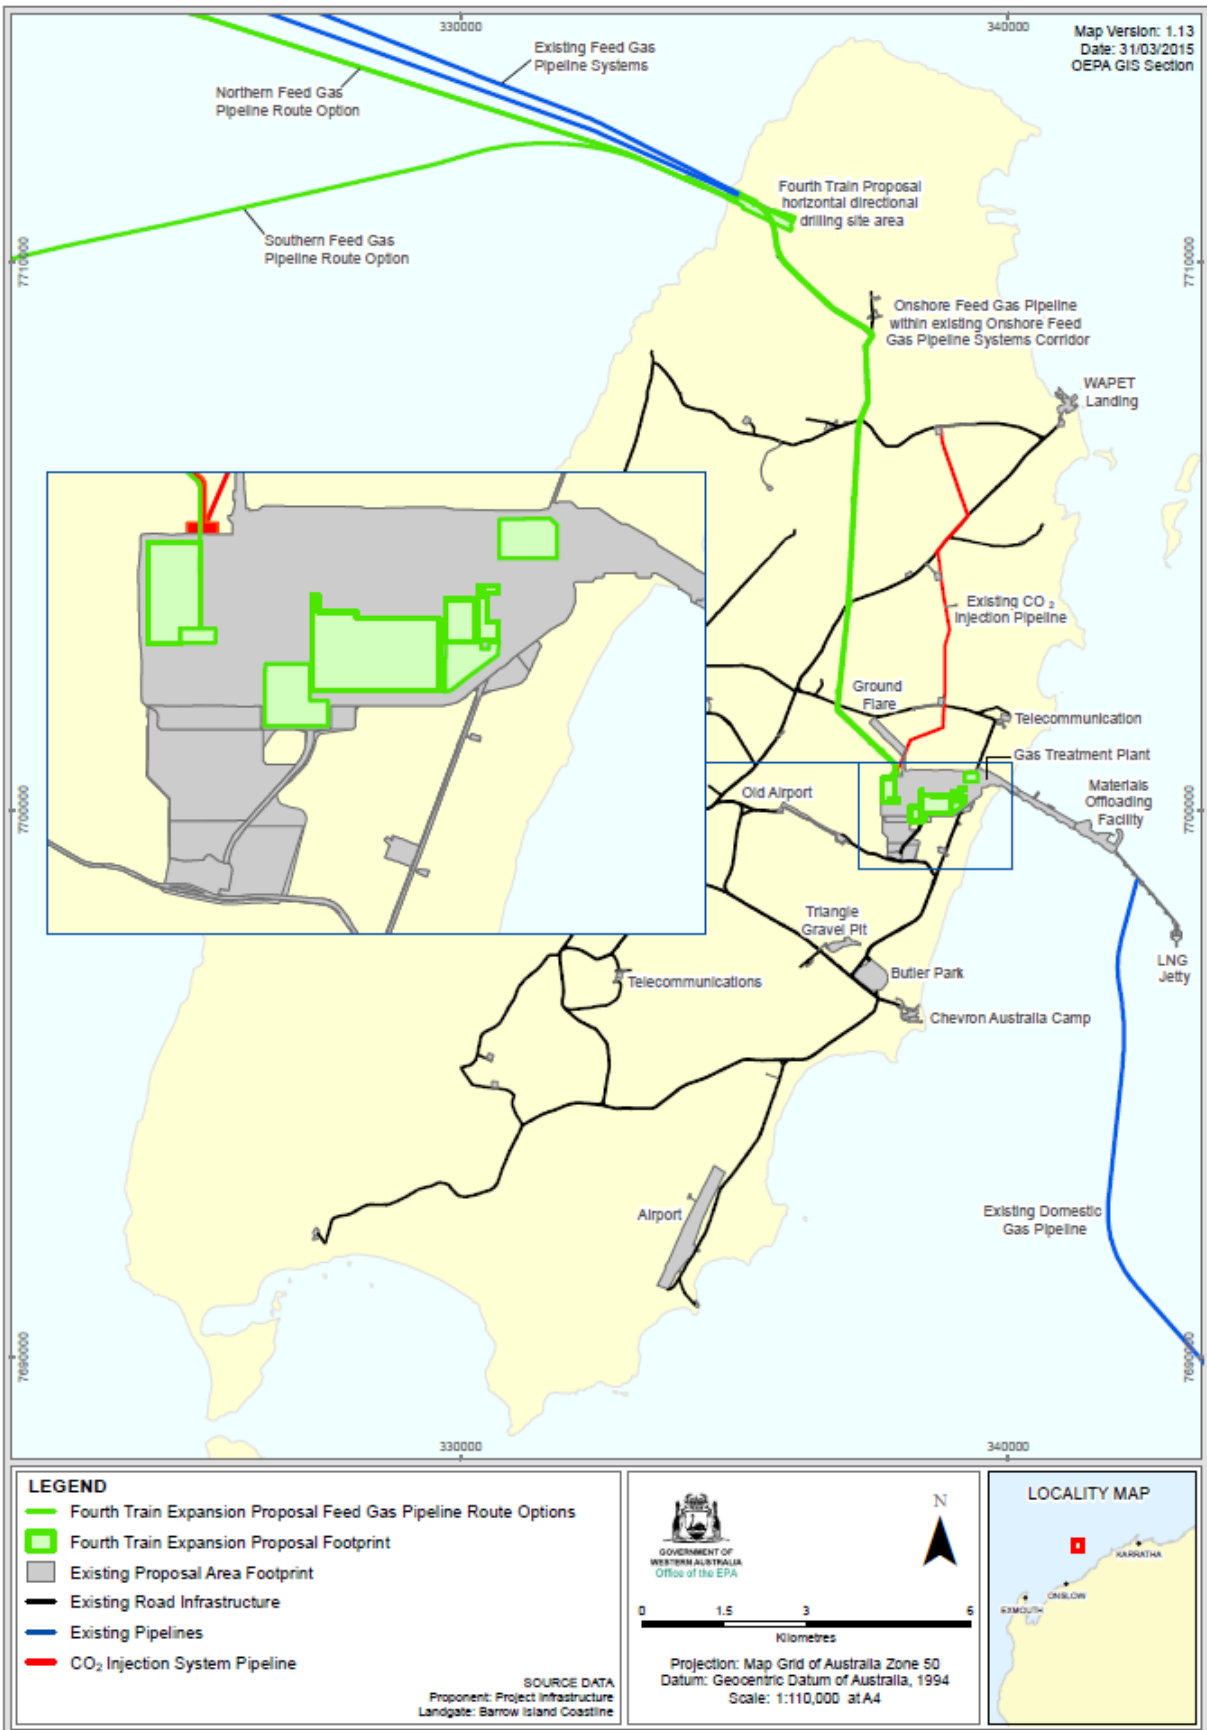 330000
340000
Map Version: 1.13
Date: 31/03/2015
OEPA GIS Section
Existing Feed Gas
Pipeline Systems
Northern Feed Gas
Pipeline Route Option
Fourth Train Proposal
horizontal directional
drilling site area
Southern Feed Gas
Pipeline Route Option
7710000
7710000
Onshore Feed Gas Pipeline
within existing Onshore Feed
Gas Pipeline Systems Corridor
WAPET
Landing
Existing CO2
Injection Pipeline
Ground
Flare
Telecommunication
Gas Treatment Plant
Old Airport
Materials
Offloading
Facility
7700000
7700000
Triangle
Gravel Pit
LNG
Jetty
Butler Park
Telecommunications
Chevron Australia Camp
Airport
Existing Domestic
Gas Pipeline
7690000
7690000
330000
340000
LEGEND
Fourth Train Expansion Proposal Feed Gas Pipeline Route Options
Fourth Train Expansion Proposal Footprint
Existing Proposal Area Footprint
Existing Road Infrastructure
Existing Pipelines
CO2 Injection System Pipeline
SOURCE DATA
Proponent: Project Infrastructure
Landgate: Barrow Island Coastline
GOVERNMENT OF
WESTERN AUSTRALIA
Office of the EPA
N
0 1.5 3 6
Kilometres
Projection: Map Grid of Australia Zone 50
Datum: Geocentric Datum of Australia, 1994
Scale: 1:110,000 at A4
LOCALITY MAP
KARRATHA
ONSLOW
EXMOUTH